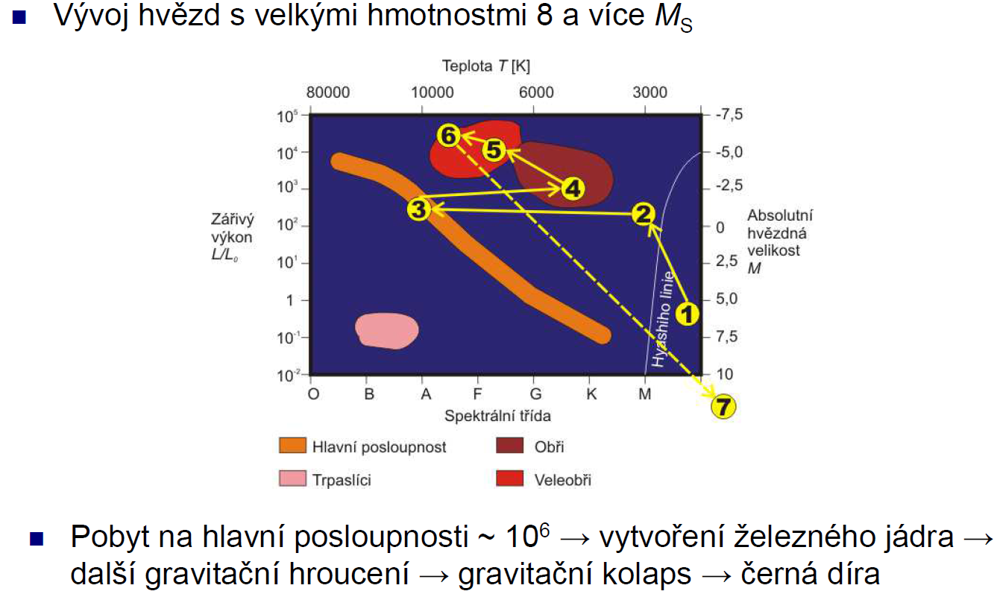 Vývoj hvězd s velkými hmotnostmi 8 a více MS
Teplota T [K]
80000 10000 6000 3000
10⁵ -7,5
10⁴ -5,0
10³ -2,5
10² 0
10¹ 2,5
1 5,0
10⁻¹ 7,5
10⁻² 10
Zářivý
výkon
L/L₀
Absolutní
hvězdná
velikost
M
6
5
4
3
2
1
7
Hyashiho linie
O B A F G K M
Spektrální třída
Hlavní posloupnost
Obři
Trpaslíci
Veleobři
Pobyt na hlavní posloupnosti ~ 10⁶ → vytvoření železného jádra →
další gravitační hroucení → gravitační kolaps → černá díra